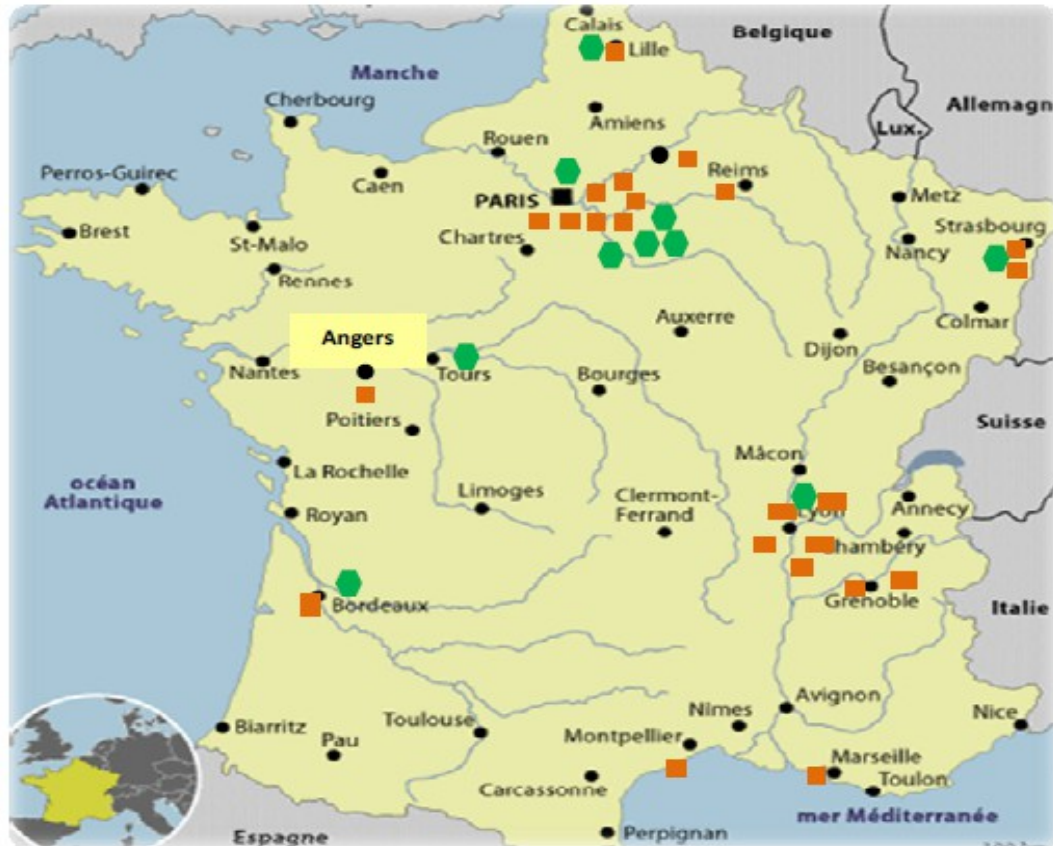 Calais
Belgique
Lille
Manche
Allemagn
Cherbourg
Amiens
Lux.
Rouen
Perros-Guirec
Reims
Caen
Metz
PARIS
Strasbourg
Brest
St-Malo
Chartres
Nancy
Rennes
Colmar
Auxerre
Angers
Dijon
Nantes
Tours
Bourges
Besançon
Poitiers
Suisse
Mâcon
La Rochelle
océan
Atlantique
Limoges
Clermont-
Ferrand
Annecy
Royan
Lyon
Chambéry
Grenoble
Bordeaux
Italie
Avignon
Nîmes
Nice
Biarritz
Toulouse
Montpellier
Pau
Marseille
Carcassonne
Toulon
mer Méditerranée
Espagne
Perpignan